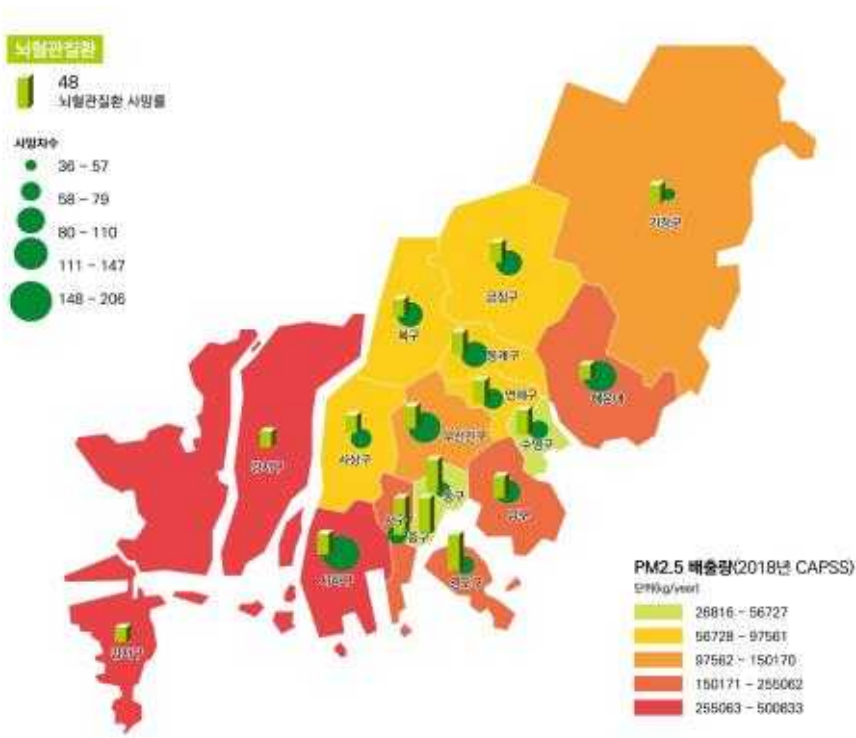 뇌혈관질환
48
뇌혈관질환 사망률
사망자수
36 - 57
58 - 79
80 - 110
111 - 147
148 - 206
기장군
금정구
북구
동래구
연제구
해운대
수영구
부산진구
사상구
강서구
동구
남구
서구
중구
사하구
영도구
강서구
PM2.5 배출량(2018년 CAPSS)
단위(kg/year)
26816 - 56727
56728 - 97561
97562 - 150170
150171 - 255062
255063 - 500633